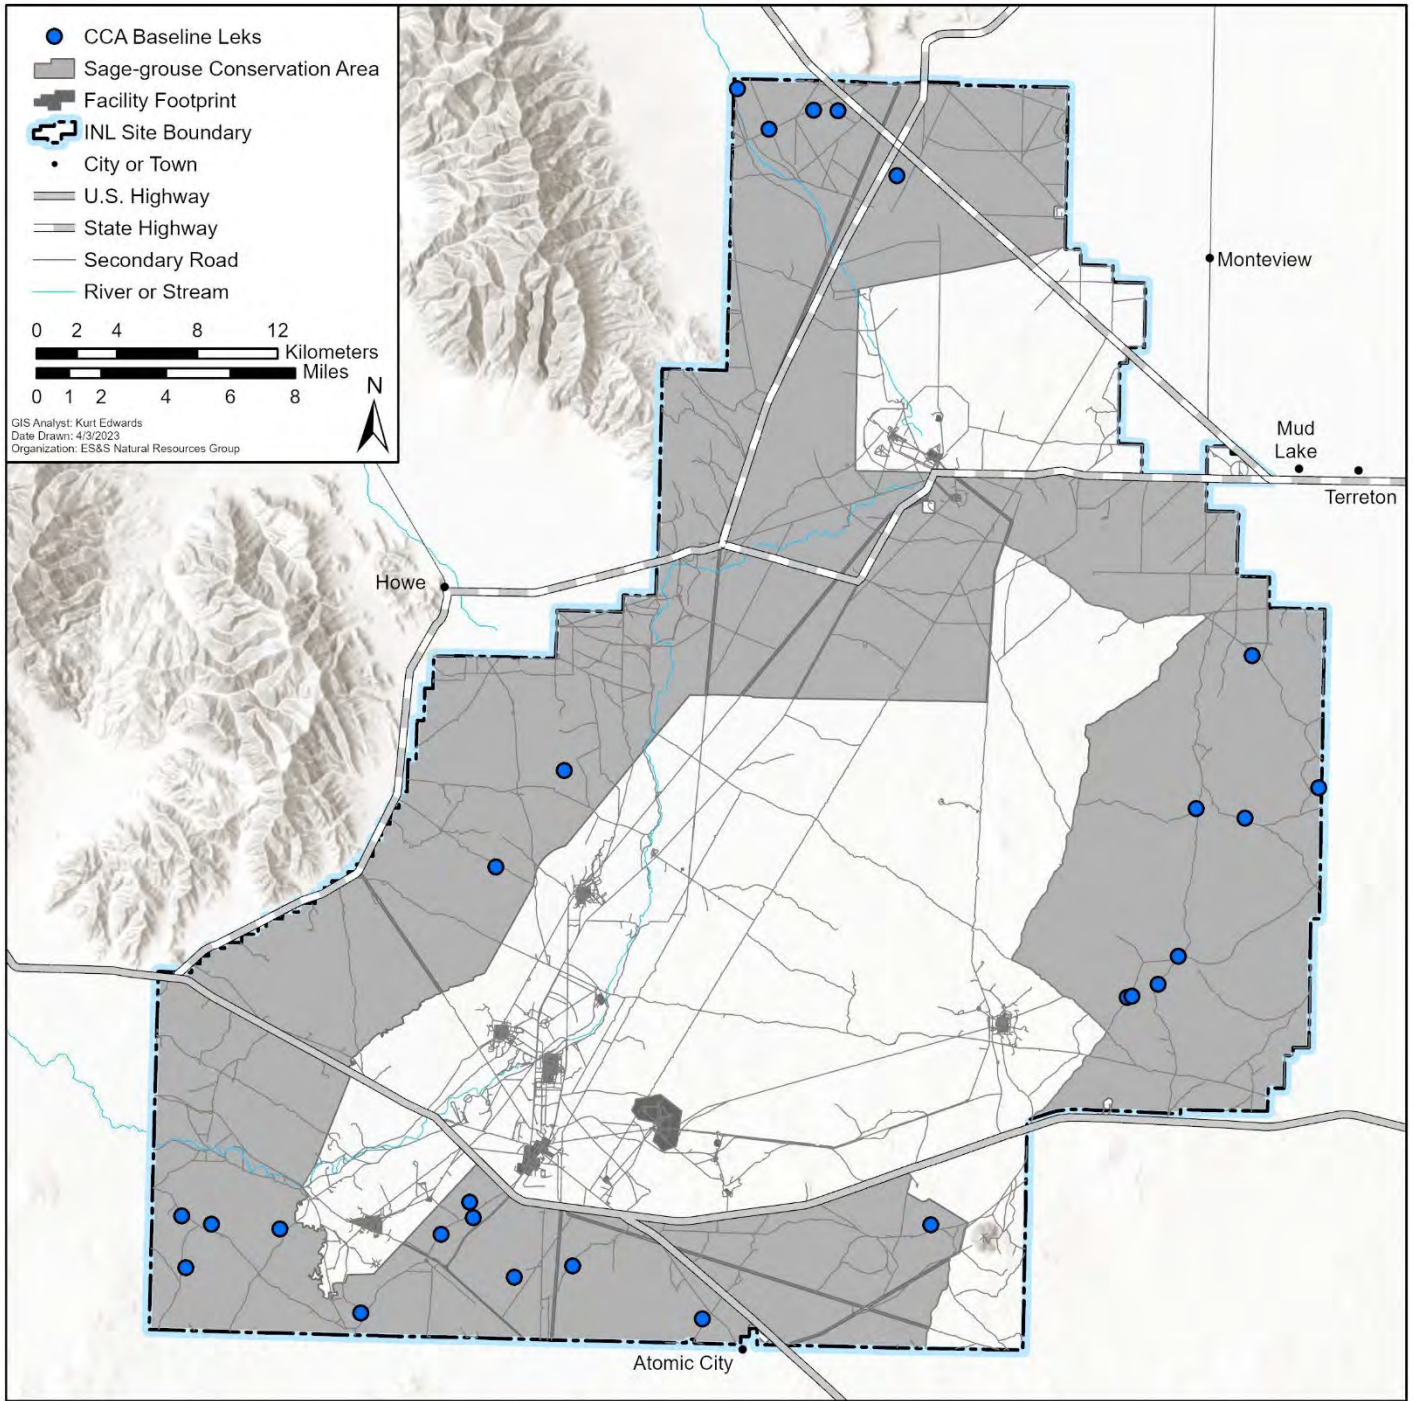 CCA Baseline Leks
Sage-grouse Conservation Area
Facility Footprint
INL Site Boundary
City or Town
U.S. Highway
State Highway
Secondary Road
River or Stream
0 2 4 8 12
Kilometers
Miles
0 1 2 4 6 8
N
GIS Analyst: Kurt Edwards
Date Drawn: 4/3/2023
Organization: ES&S Natural Resources Group
Monteview
Mud
Lake
Terreton
Howe
Atomic City